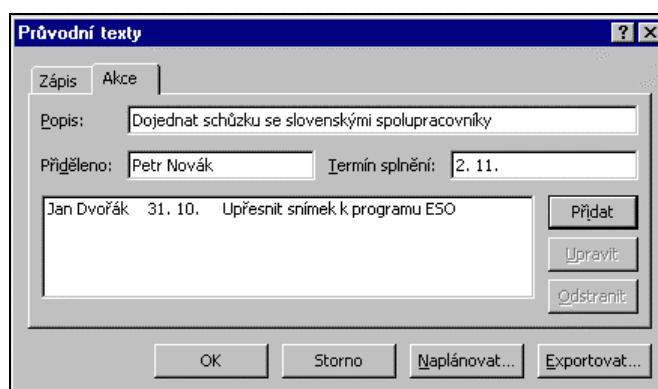 Průvodní texty
Zápis Akce
Popis: Dojednat schůzku se slovenskými spolupracovníky
Přiděleno: Petr Novák Termín splnění: 2. 11.
Jan Dvořák 31. 10. Upřesnit snímek k programu ESO
Přidat
Upravit
Odstranit
OK Storno Naplánovat... Exportovat...